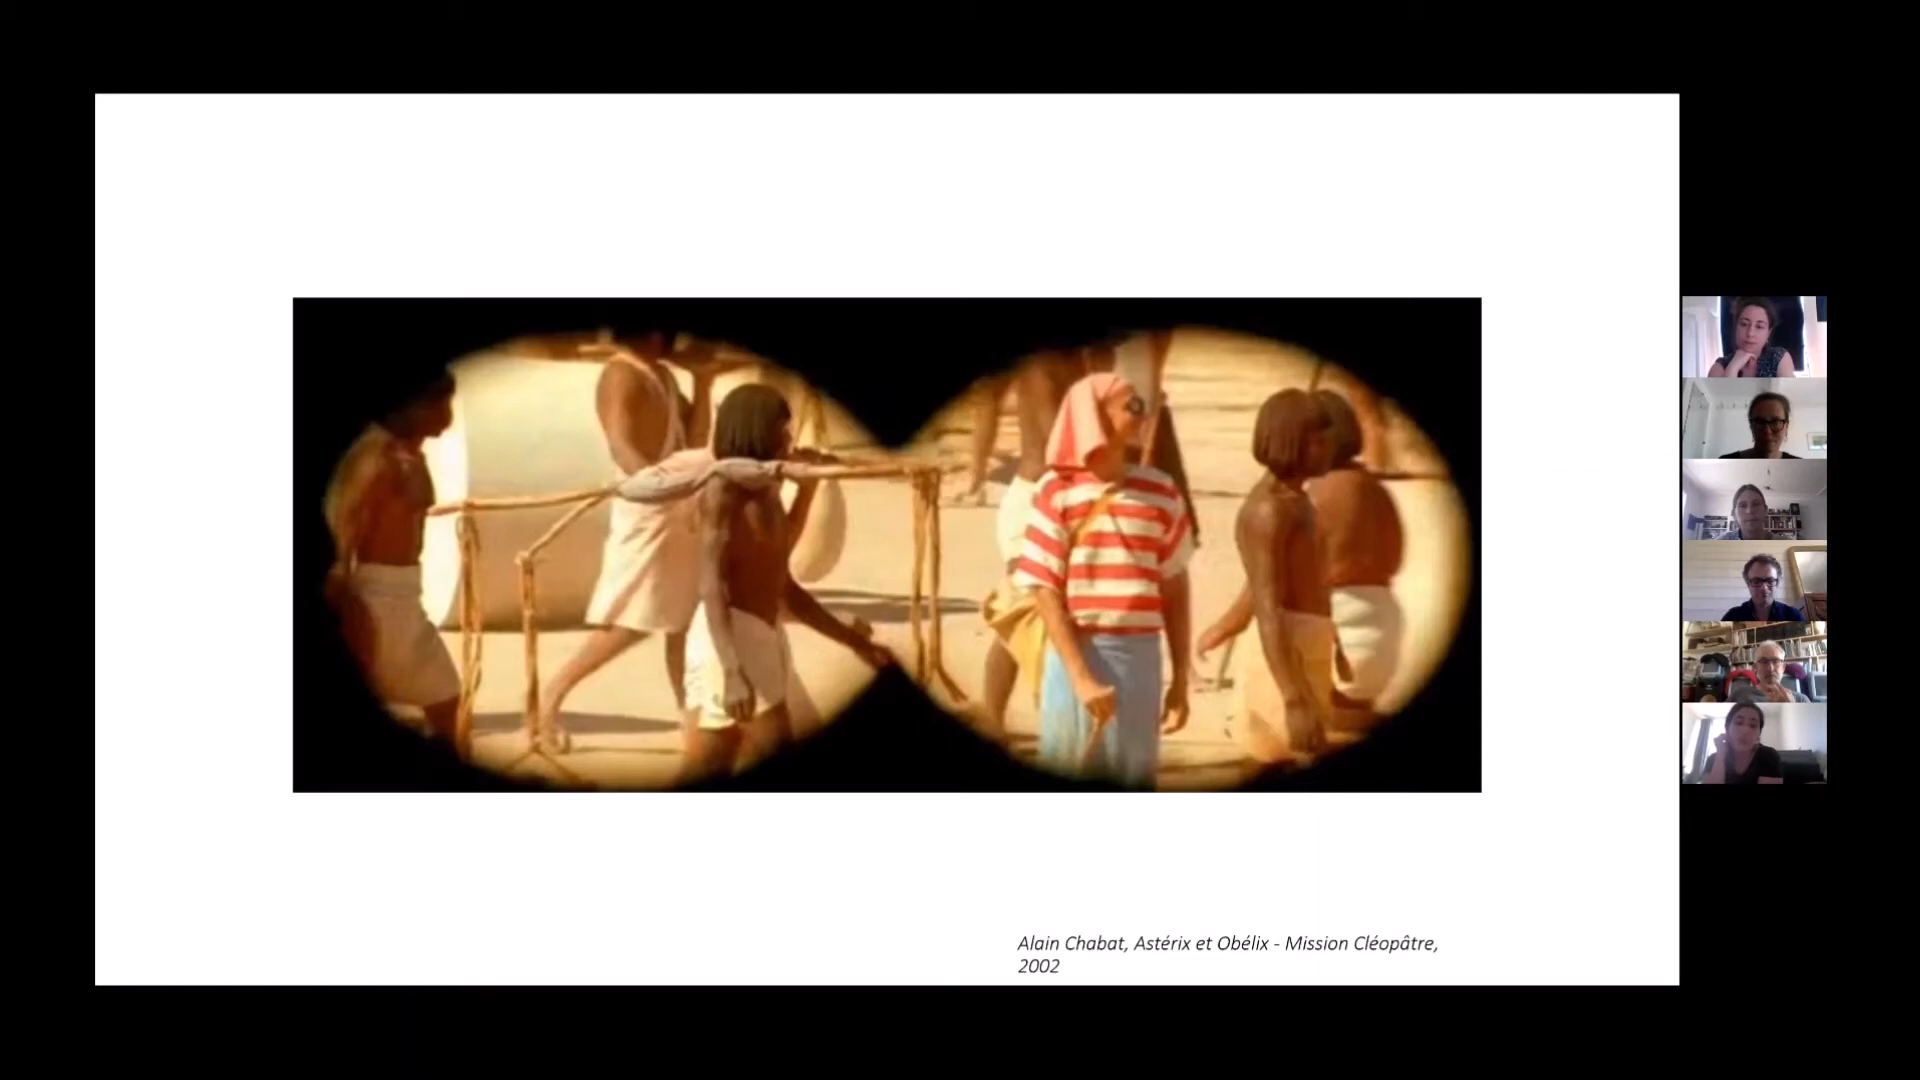 Alain Chabat, Astérix et Obélix - Mission Cléopâtre,
2002